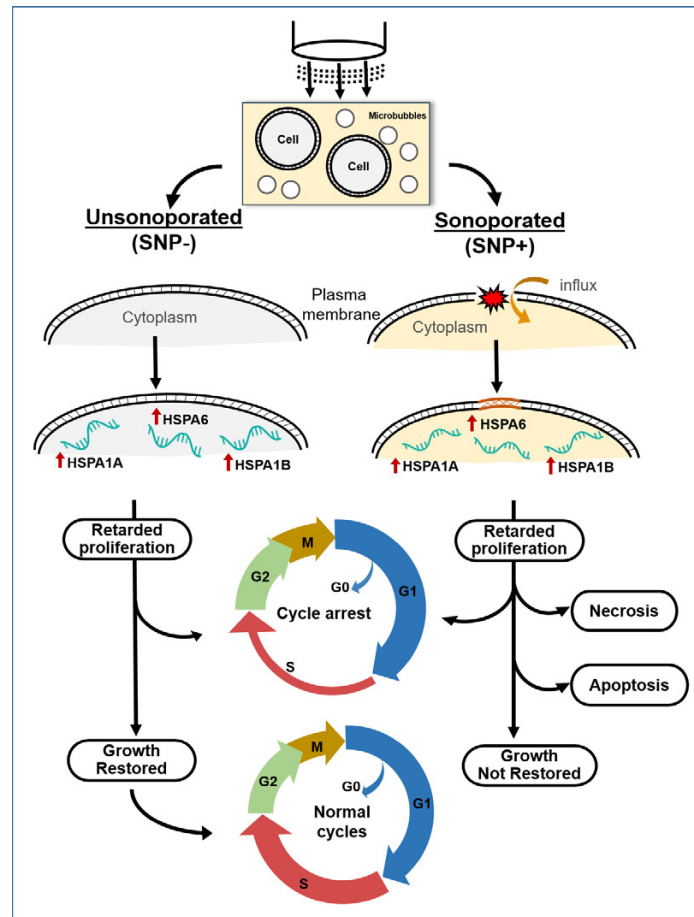 Microbubbles
Cell
Cell
Unsonoporated
(SNP-)
Sonoporated
(SNP+)
Plasma
membrane
influx
Cytoplasm
Cytoplasm
HSPA6
HSPA1A
HSPA1B
HSPA6
HSPA1A
HSPA1B
Retarded
proliferation
Retarded
proliferation
M
G2
G1
G0
Cycle arrest
S
Necrosis
Apoptosis
Growth
Restored
Growth
Not Restored
M
G2
G1
G0
Normal
cycles
S